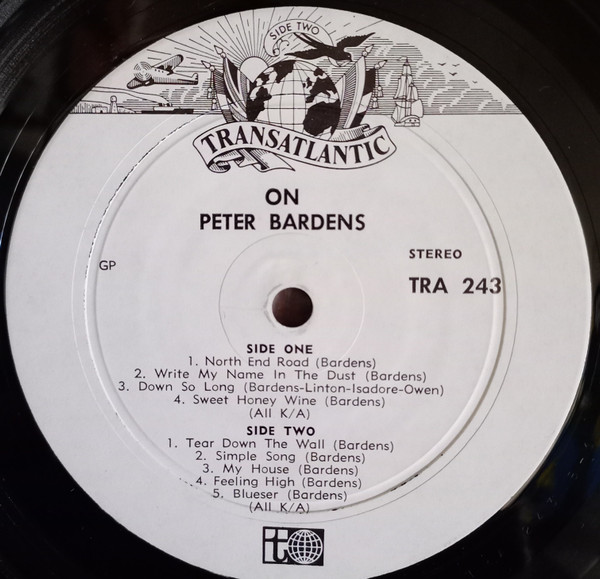 SIDE TWO
TRANSATLANTIC
ON
PETER BARDENS
STEREO
GP
TRA 243
SIDE ONE
1. North End Road (Bardens)
2. Write My Name In The Dust (Bardens)
3. Down So Long (Bardens-Linton-Isadore-Owen)
4. Sweet Honey Wine (Bardens)
(All K/A)
SIDE TWO
1. Tear Down The Wall (Bardens)
2. Simple Song (Bardens)
3. My House (Bardens)
4. Feeling High (Bardens)
5. Blueser (Bardens)
(All K/A)
it